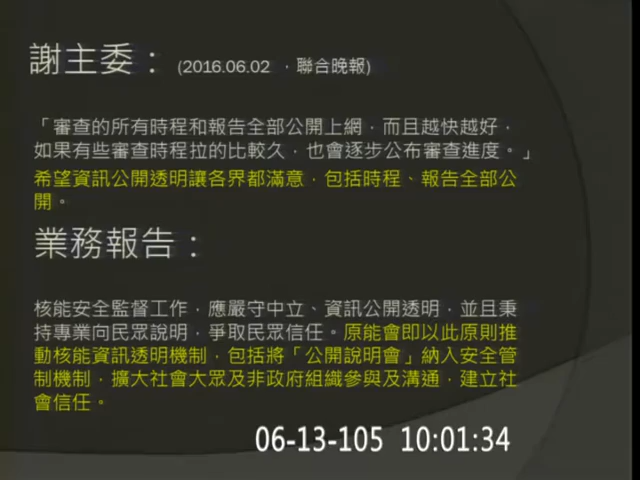 謝主委： (2016.06.02 ，聯合晚報)
「審查的所有時程和報告全部公開上網，而且越快越好，
如果有些審查時程拉的比較久，也會逐步公布審查進度。」
希望資訊公開透明讓各界都滿意，包括時程、報告全部公
開。
業務報告：
核能安全監督工作，應嚴守中立、資訊公開透明，並且秉
持專業向民眾說明，爭取民眾信任。原能會即以此原則推
動核能資訊透明機制，包括將「公開說明會」納入安全管
制機制，擴大社會大眾及非政府組織參與及溝通，建立社
會信任。
06-13-105 10:01:34